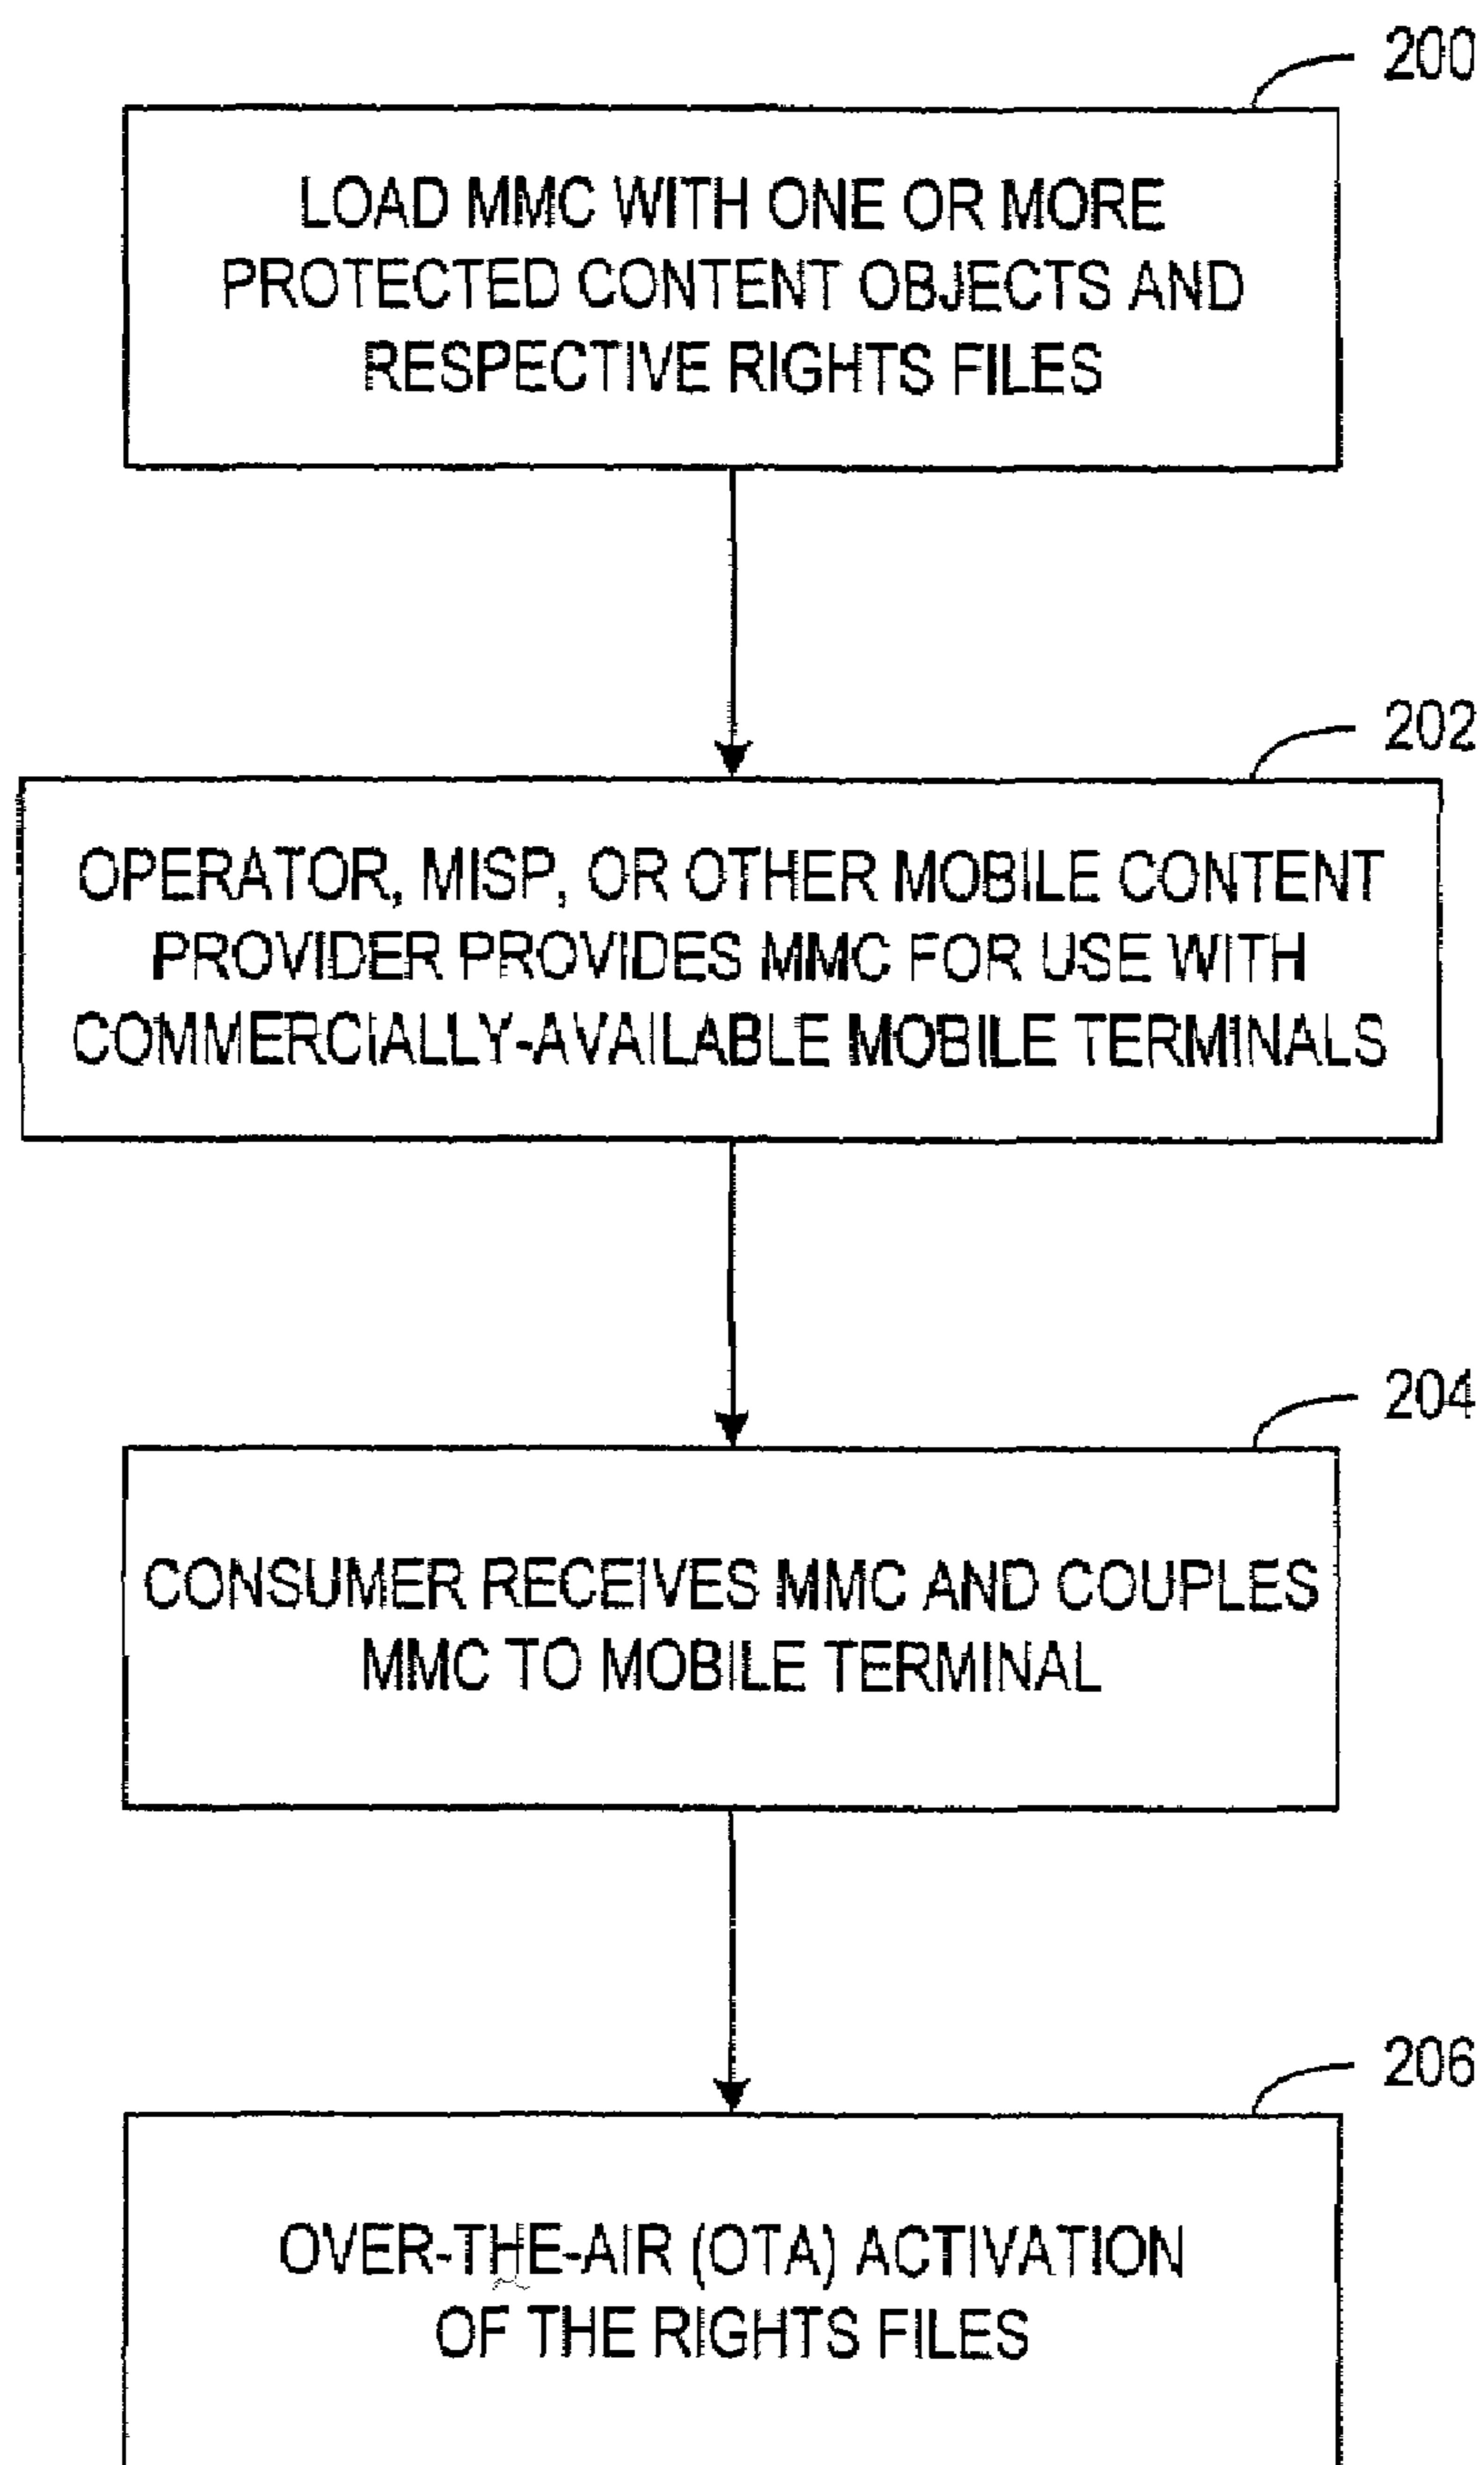 200
LOAD MMC WITH ONE OR MORE
PROTECTED CONTENT OBJECTS AND
RESPECTIVE RIGHTS FILES
202
OPERATOR, MISP, OR OTHER MOBILE CONTENT
PROVIDER PROVIDES MMC FOR USE WITH
COMMERCIALLY-AVAILABLE MOBILE TERMINALS
204
CONSUMER RECEIVES MMC AND COUPLES
MMC TO MOBILE TERMINAL
206
OVER-THE-AIR (OTA) ACTIVATION
OF THE RIGHTS FILES